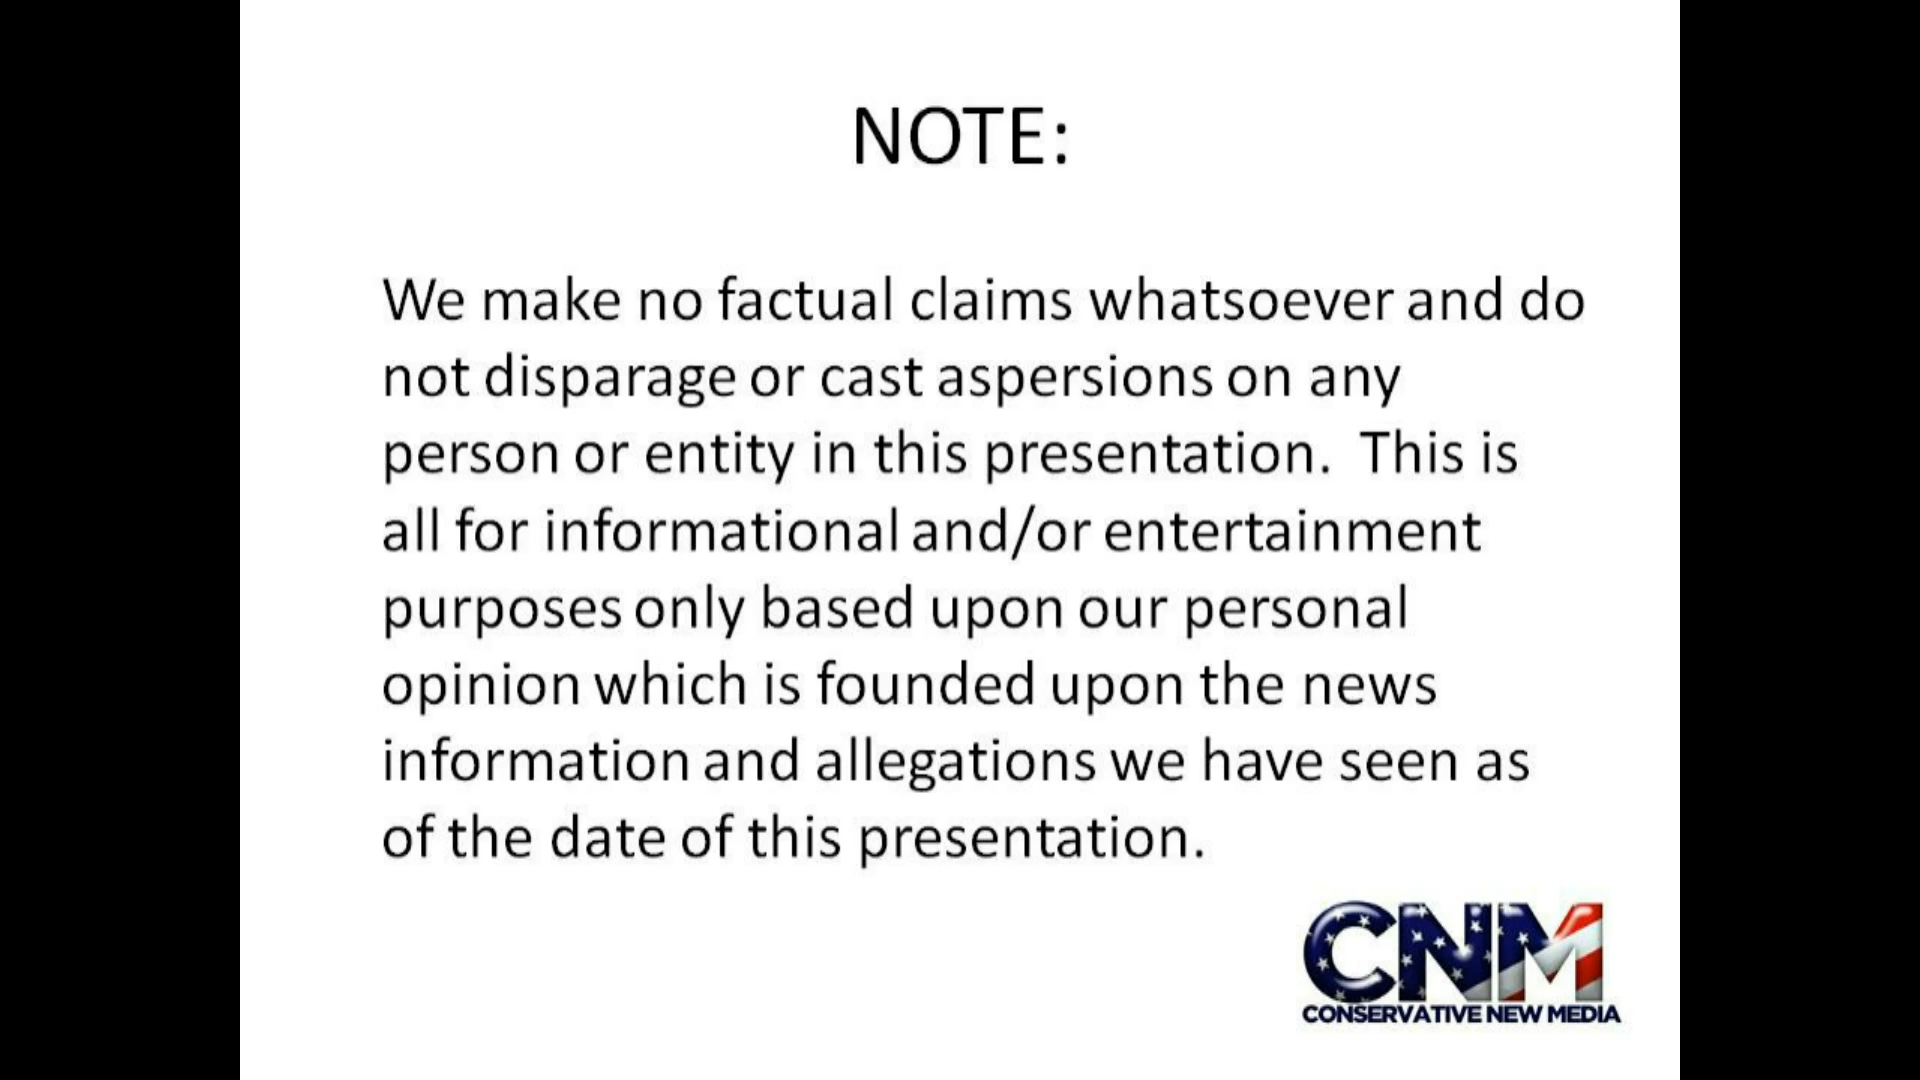 NOTE:
We make no factual claims whatsoever and do
not disparage or cast aspersions on any
person or entity in this presentation.  This is
all for informational and/or entertainment
purposes only based upon our personal
opinion which is founded upon the news
information and allegations we have seen as
of the date of this presentation.
CNM
CONSERVATIVE NEW MEDIA